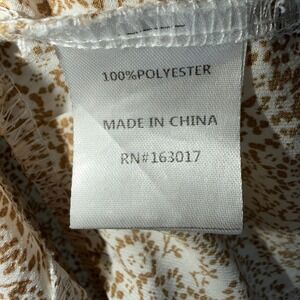 100%POLYESTER
MADE IN CHINA
RN#163017